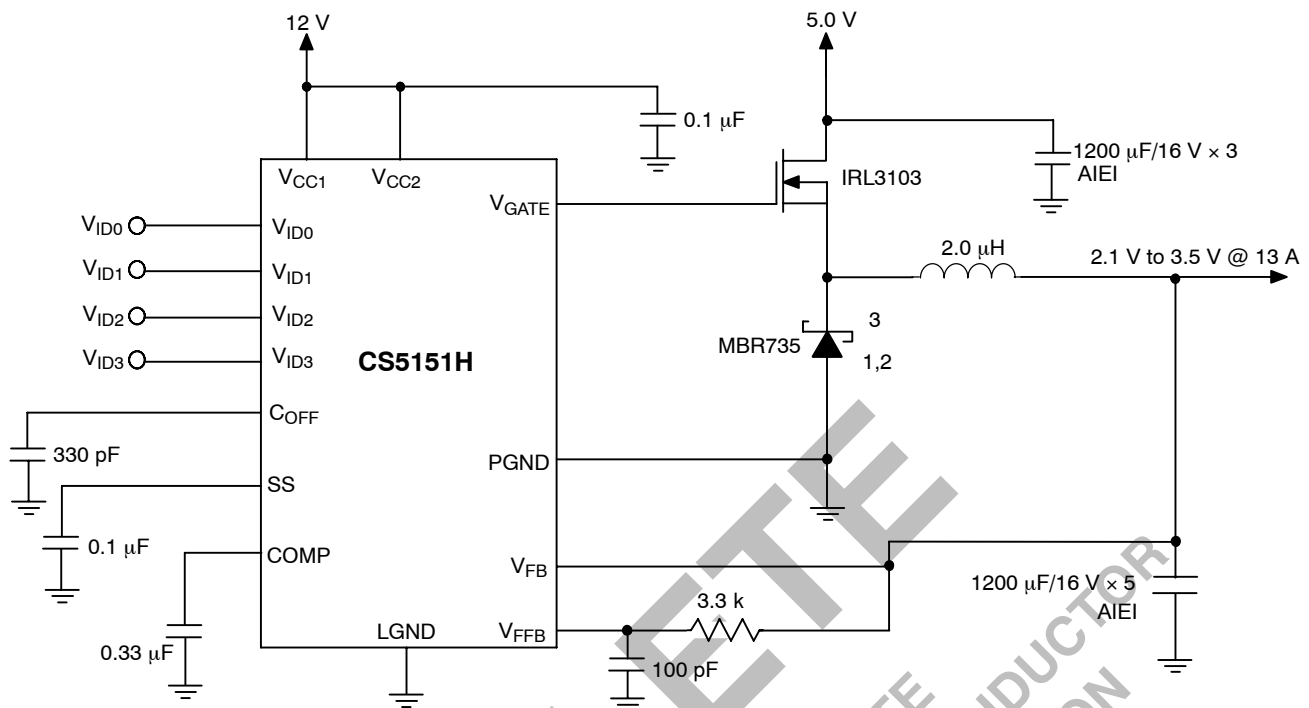 12 V
5.0 V
0.1 μF
1200 μF/16 V × 3
AIEI
IRL3103
VCC1
VCC2
VGATE
VID0
VID0
VID1
VID1
VID2
VID2
VID3
VID3
CS5151H
2.0 μH
2.1 V to 3.5 V @ 13 A
MBR735
3
1,2
COFF
330 pF
PGND
SS
0.1 μF
COMP
VFB
1200 μF/16 V × 5
AIEI
3.3 k
0.33 μF
LGND
VFFB
100 pF